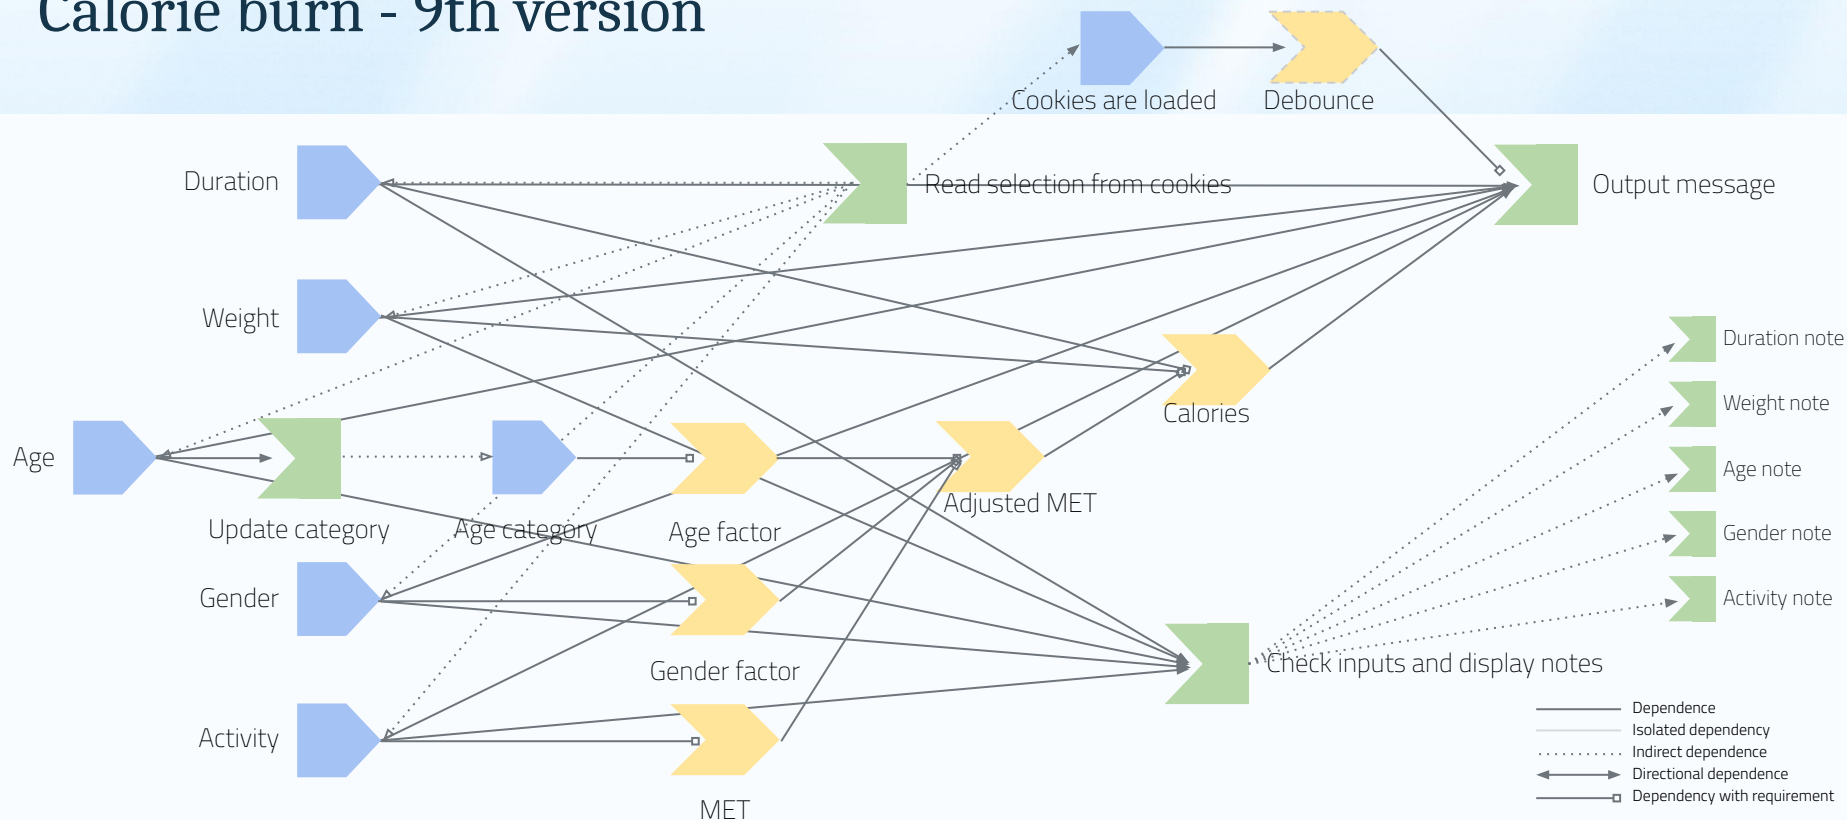 Calorie burn - 9th version
Cookies are loaded
Debounce
Duration
Read selection from cookies
Output message
Weight
Duration note
Weight note
Calories
Age
Age note
Update category
Age category
Age factor
Adjusted MET
Gender note
Gender
Activity note
Gender factor
Check inputs and display notes
Activity
MET
Dependence
Isolated dependency
Indirect dependence
Directional dependence
Dependency with requirement